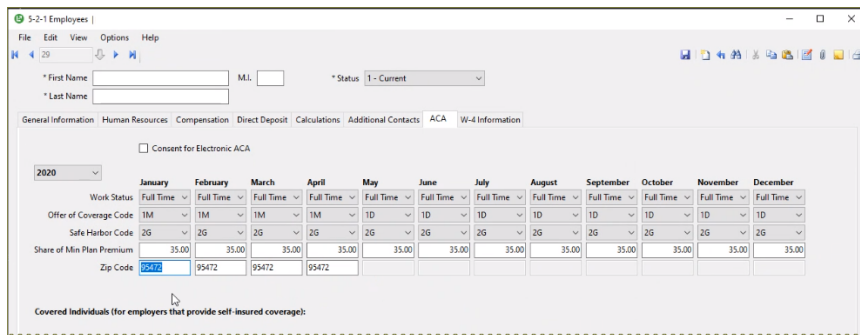 5-2-1 Employees |
File Edit View Options Help
29
* First Name M.I. * Status 1 - Current
* Last Name
General Information Human Resources Compensation Direct Deposit Calculations Additional Contacts ACA W-4 Information
Consent for Electronic ACA
2020
January February March April May June July August September October November December
Work Status Full Time Full Time Full Time Full Time Full Time Full Time Full Time Full Time Full Time Full Time Full Time Full Time
Offer of Coverage Code 1M 1M 1M 1M 1D 1D 1D 1D 1D 1D 1D 1D
Safe Harbor Code 2G 2G 2G 2G 2G 2G 2G 2G 2G 2G 2G 2G
Share of Min Plan Premium 35.00 35.00 35.00 35.00 35.00 35.00 35.00 35.00 35.00 35.00 35.00 35.00
Zip Code 95472 95472 95472 95472
Covered Individuals (for employers that provide self-insured coverage):